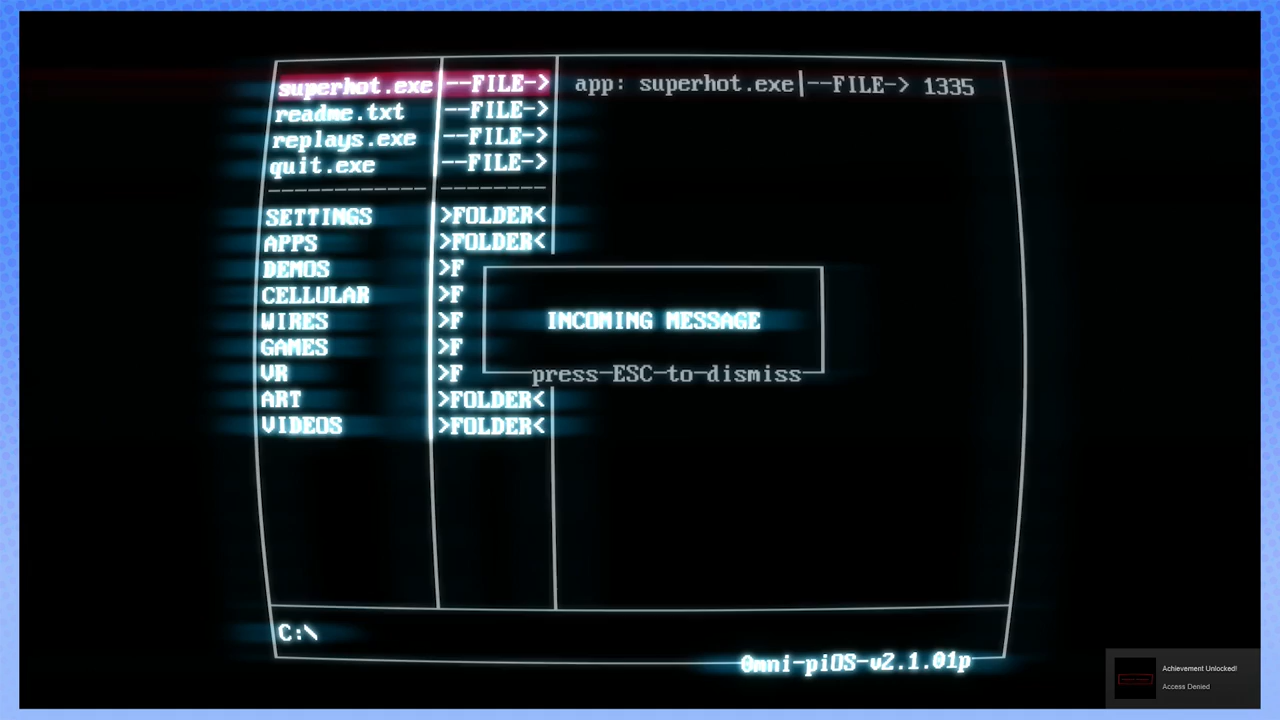 superhot.exe --FILE-> app: superhot.exe|--FILE-> 1335
readme.txt --FILE->
replays.exe --FILE->
quit.exe --FILE->
------------ --------
SETTINGS >FOLDER<
APPS >FOLDER<
DEMOS >F
CELLULAR >F
WIRES >F
GAMES >F
VR >F
ART >FOLDER<
VIDEOS >FOLDER<
INCOMING MESSAGE
press-ESC-to-dismiss
C:\
Omni-piOS-v2.1.01p
Achievement Unlocked!
Access Denied